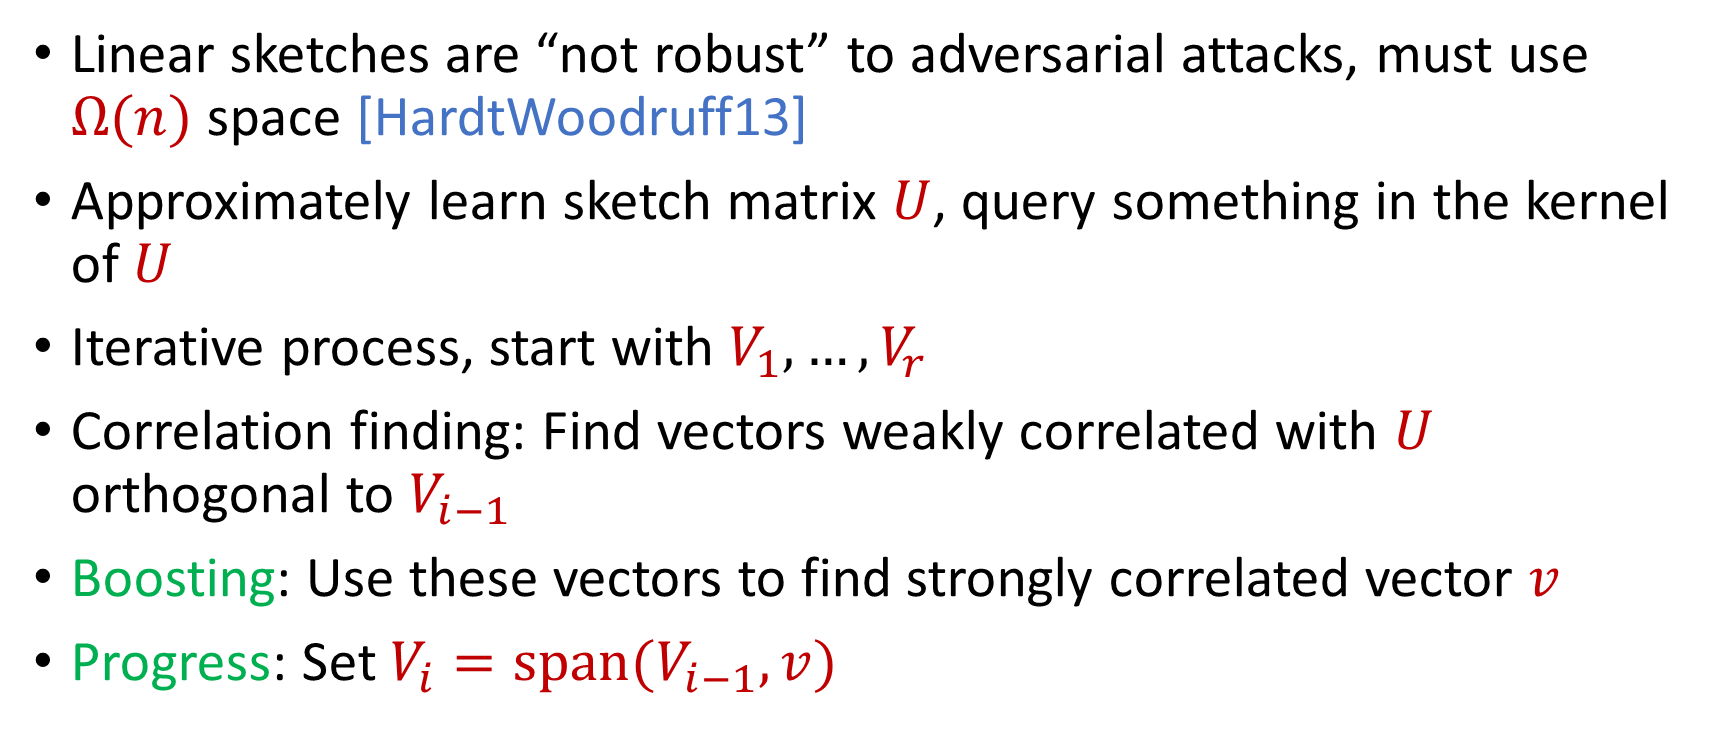 • Linear sketches are “not robust” to adversarial attacks, must use
Ω(n) space [HardtWoodruff13]
• Approximately learn sketch matrix U, query something in the kernel
of U
• Iterative process, start with V₁, … , Vᵣ
• Correlation finding: Find vectors weakly correlated with U
orthogonal to Vᵢ₋₁
• Boosting: Use these vectors to find strongly correlated vector v
• Progress: Set Vᵢ = span(Vᵢ₋₁, v)